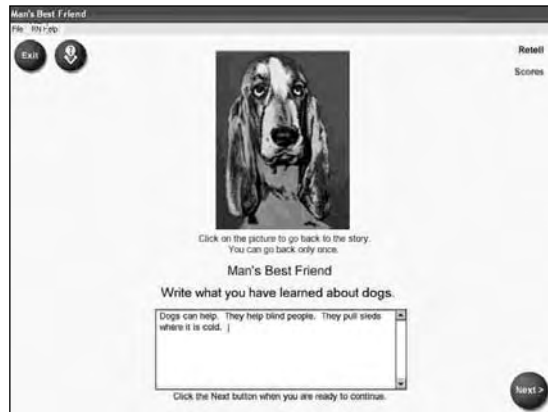 Man's Best Friend
File RN Help
Exit
Retell
Scores
Click on the picture to go back to the story.
You can go back only once.
Man's Best Friend
Write what you have learned about dogs.
Dogs can help. They help blind people. They pull sleds
where it is cold.
Click the Next button when you are ready to continue.
Next >